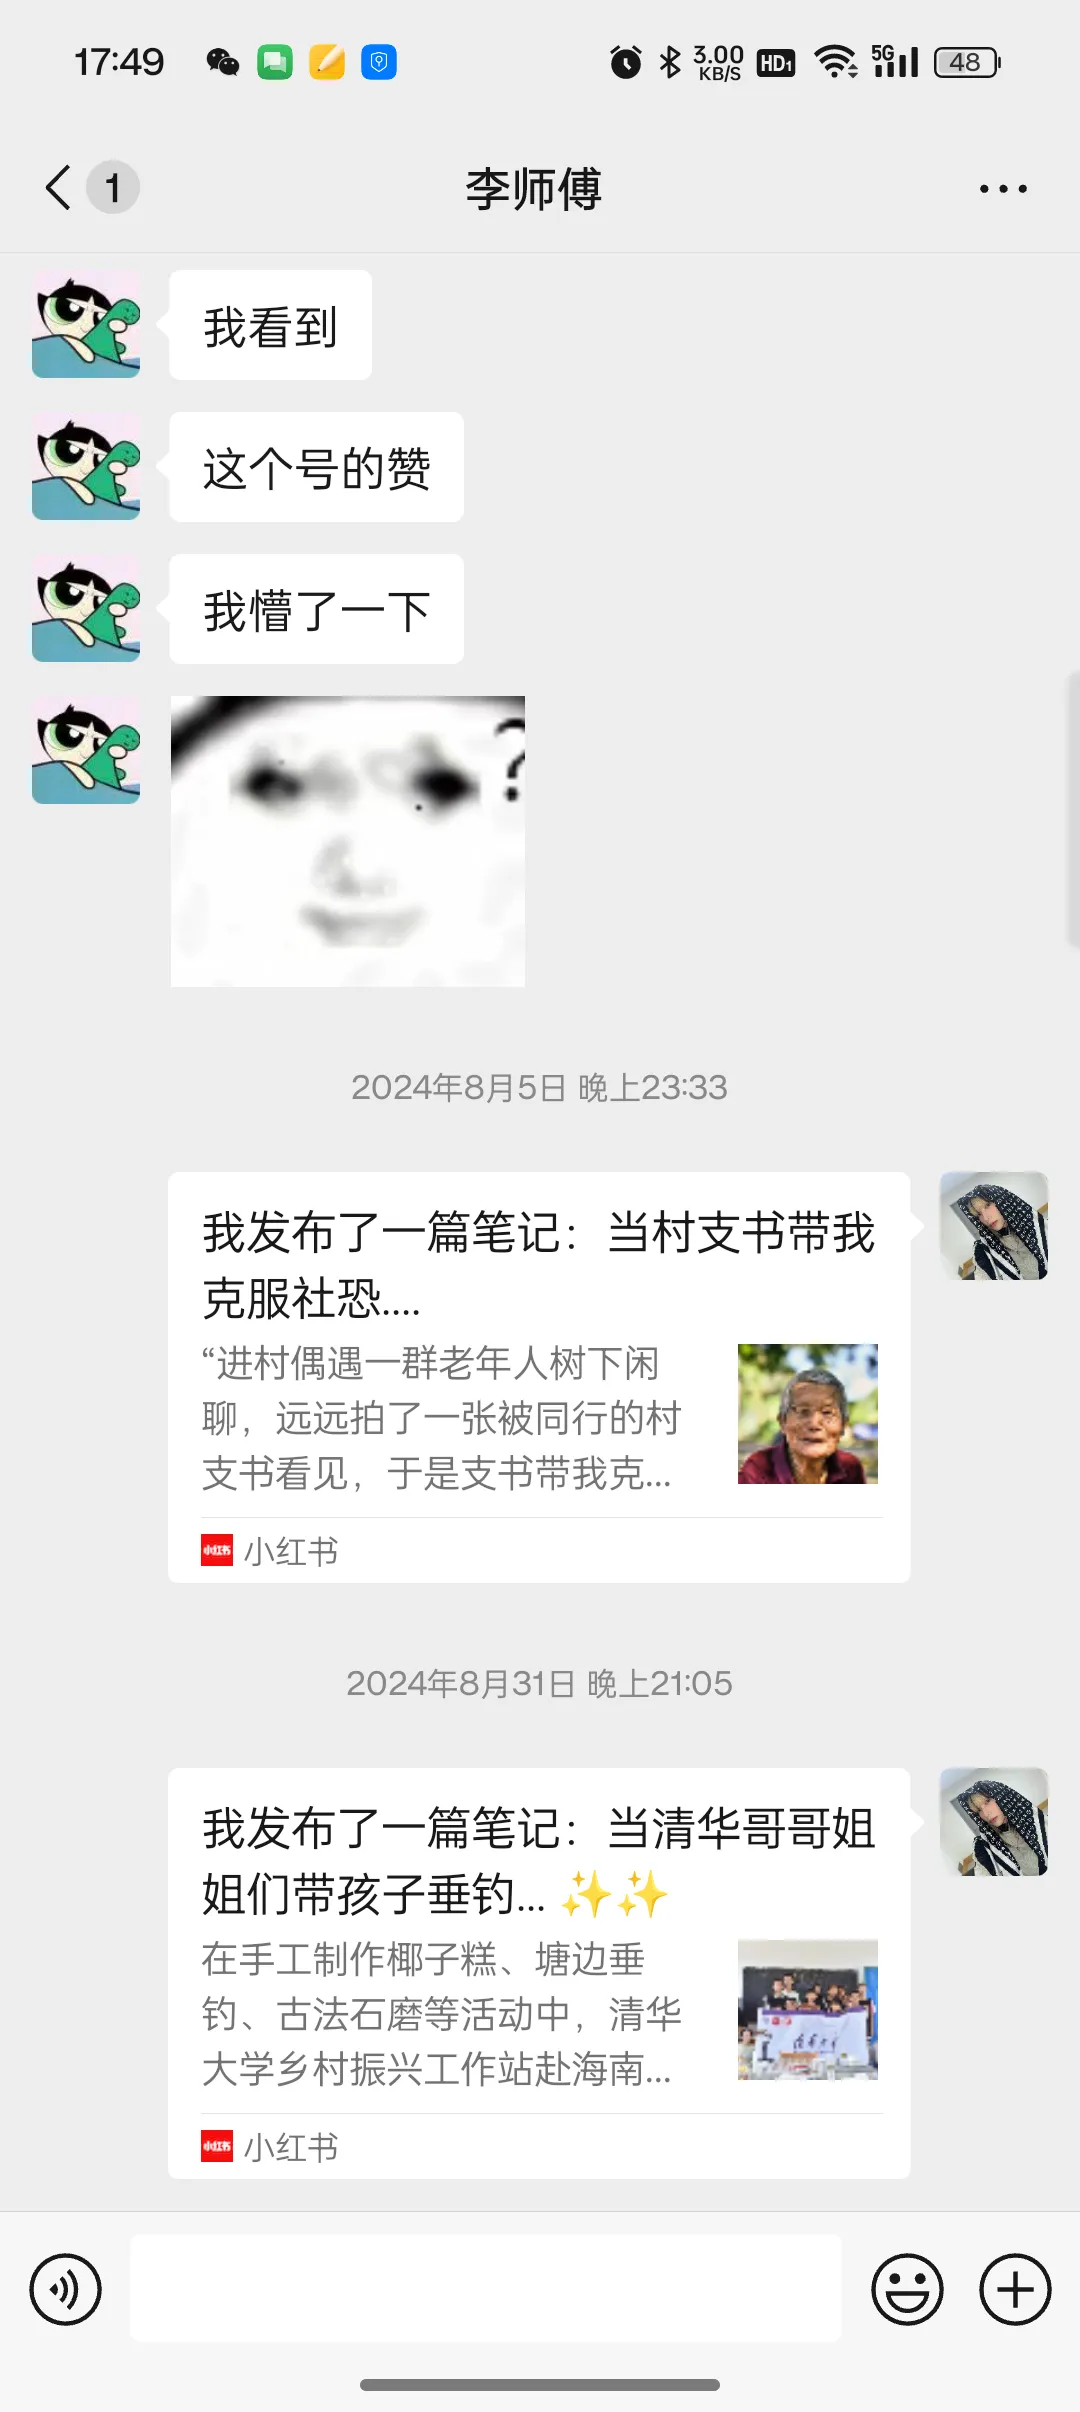 17:49
3.00
KB/S
HD1
5G
48
1
李师傅
我看到
这个号的赞
我懵了一下
?
2024年8月5日 晚上23:33
我发布了一篇笔记：当村支书带我
克服社恐....
“进村偶遇一群老年人树下闲
聊，远远拍了一张被同行的村
支书看见，于是支书带我克...
小红书
小红书
2024年8月31日 晚上21:05
我发布了一篇笔记：当清华哥哥姐
姐们带孩子垂钓... ✨✨
在手工制作椰子糕、塘边垂
钓、古法石磨等活动中，清华
大学乡村振兴工作站赴海南...
小红书
小红书